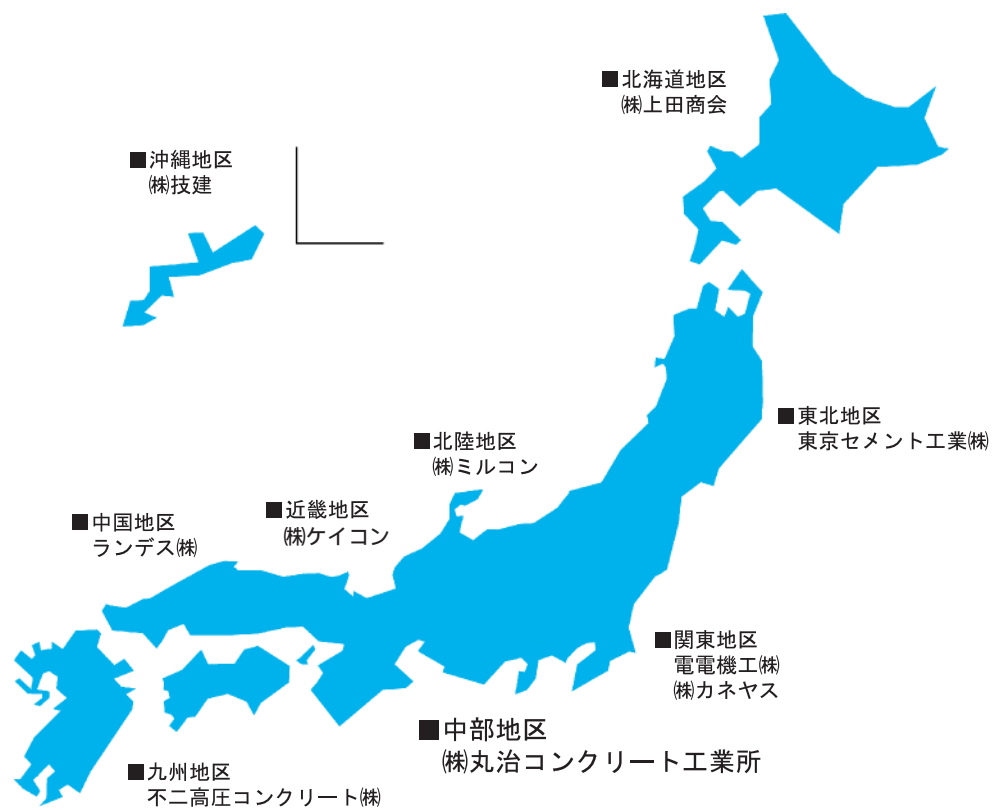 ■北海道地区
㈱上田商会
■沖縄地区
㈱技建
■東北地区
東京セメント工業㈱
■北陸地区
㈱ミルコン
■近畿地区
㈱ケイコン
■中国地区
ランデス㈱
■関東地区
電電機工㈱
㈱カネヤス
■中部地区
㈱丸治コンクリート工業所
■九州地区
不二高圧コンクリート㈱